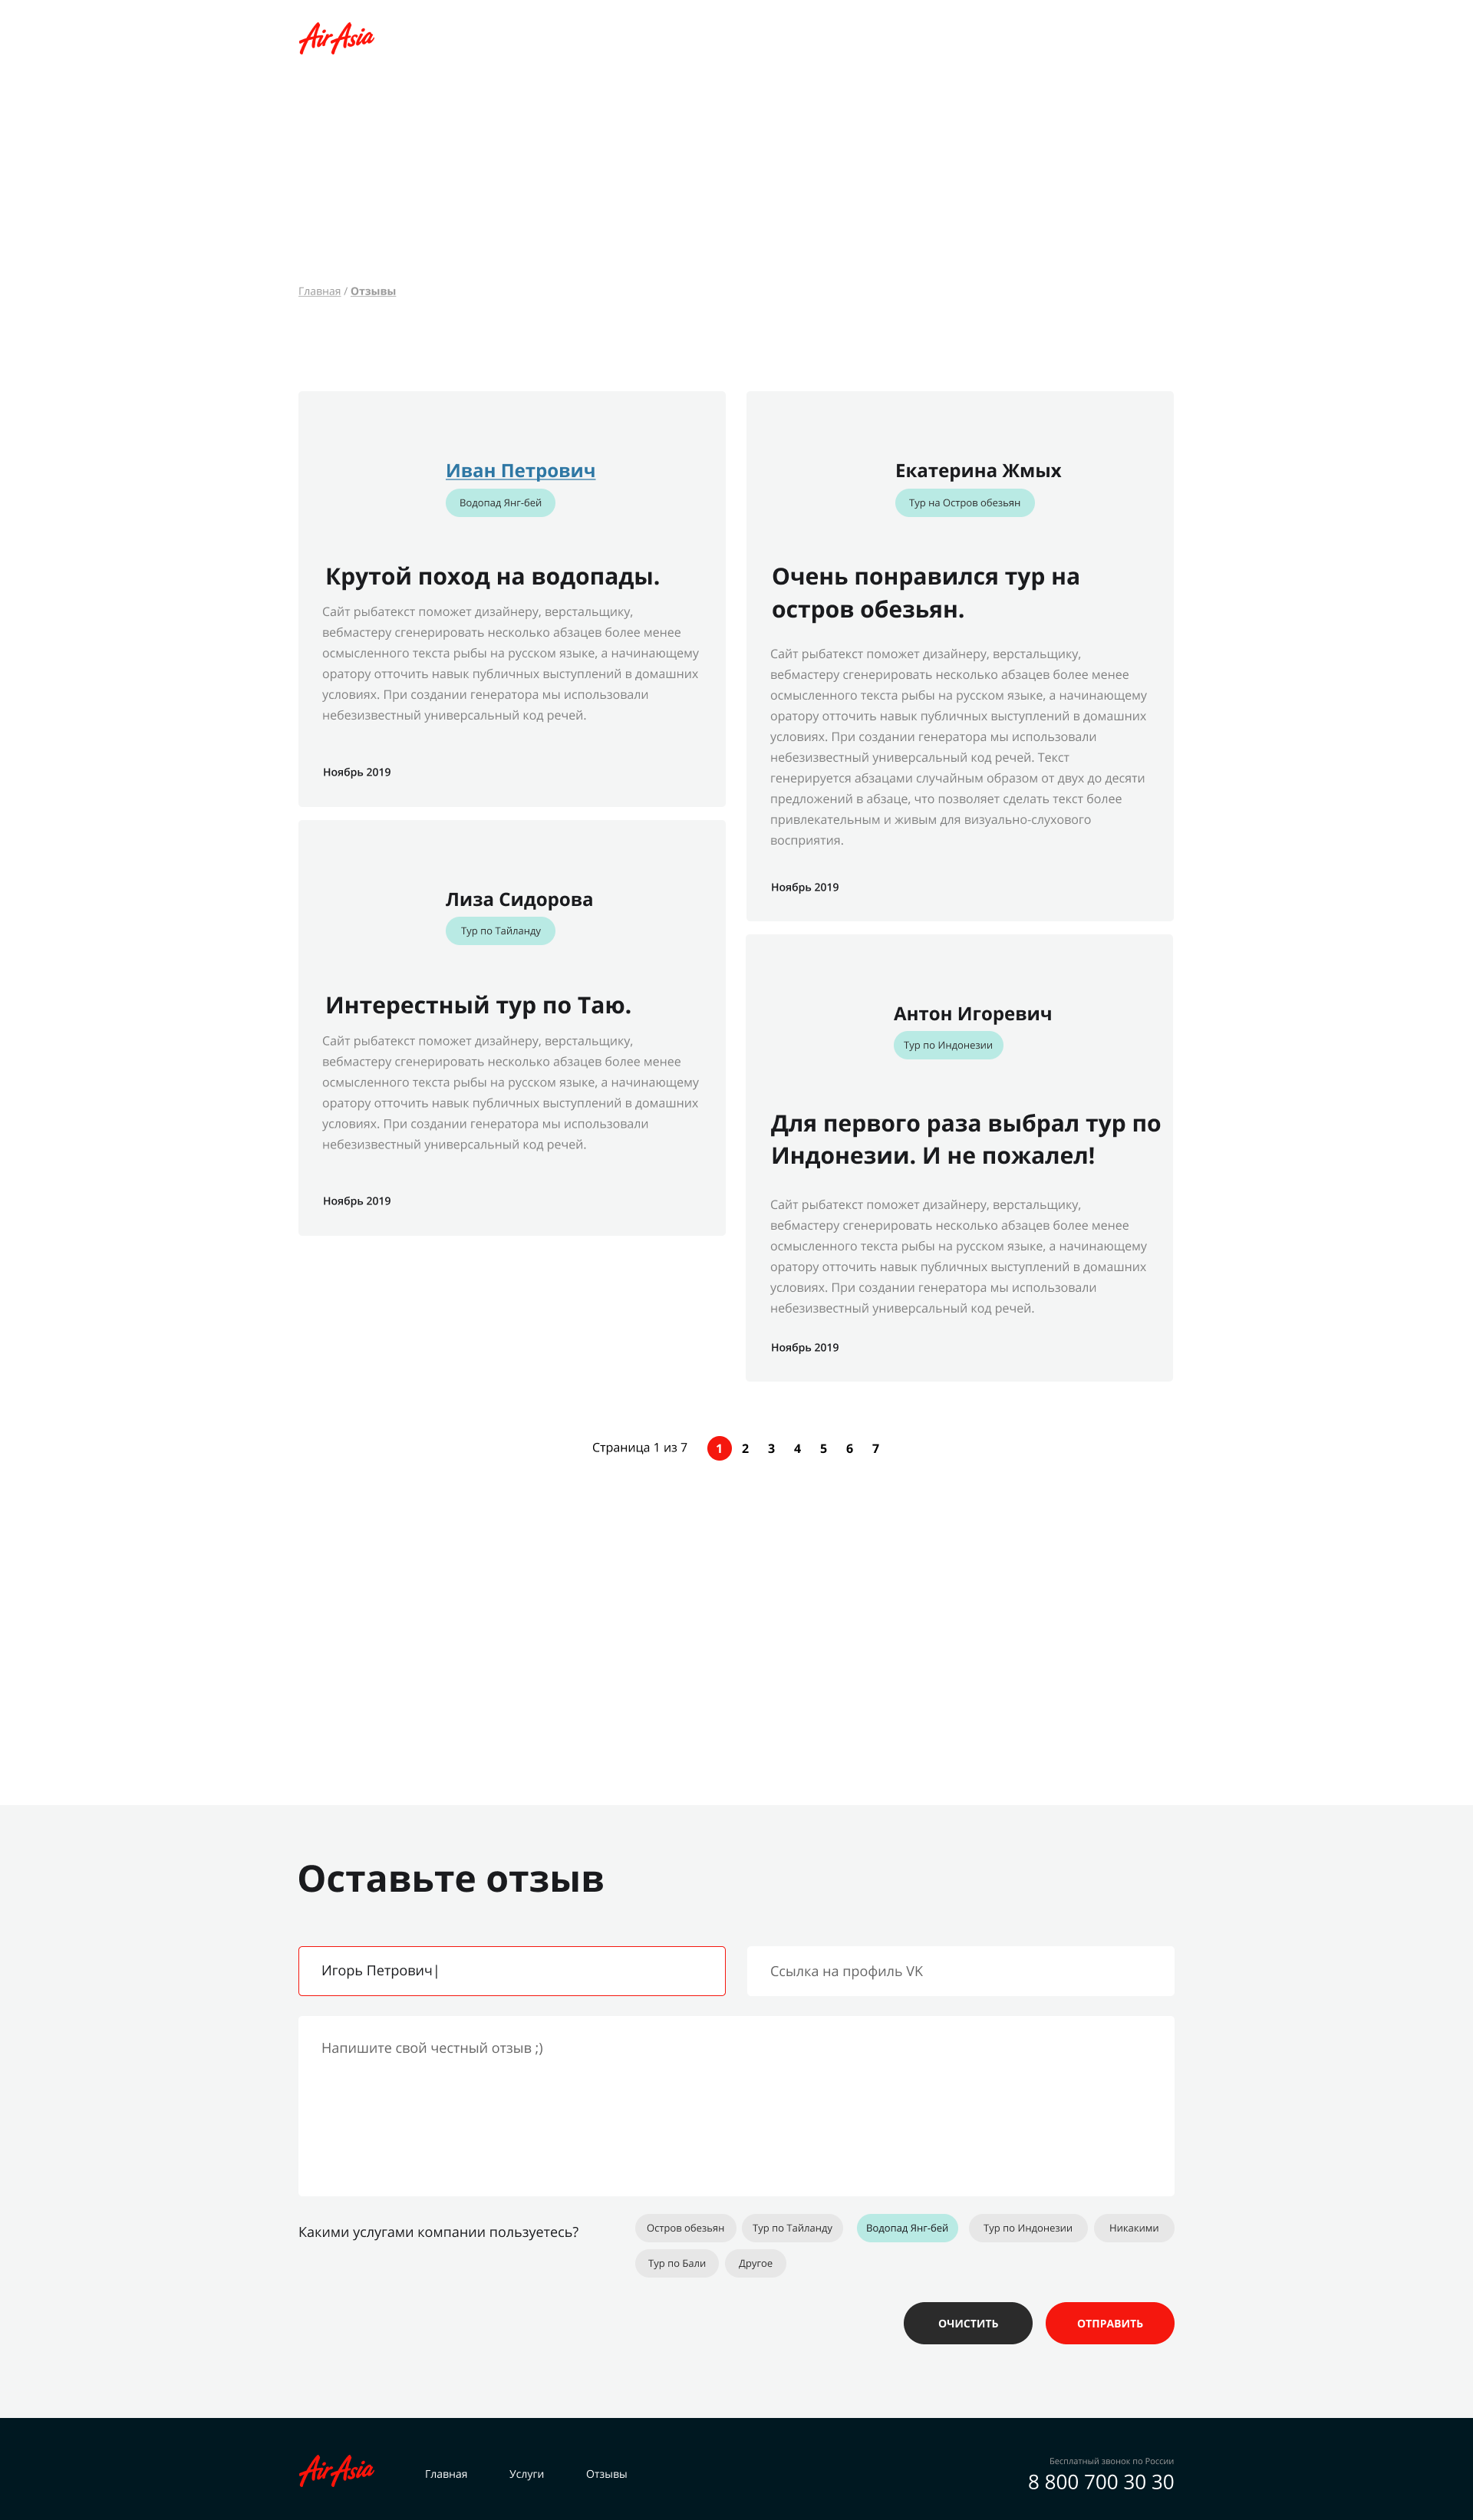 AirAsia
Главная / Отзывы
Иван Петрович
Водопад Янг-бей
Крутой поход на водопады.
Сайт рыбатекст поможет дизайнеру, верстальщику,
вебмастеру сгенерировать несколько абзацев более менее
осмысленного текста рыбы на русском языке, а начинающему
оратору отточить навык публичных выступлений в домашних
условиях. При создании генератора мы использовали
небезизвестный универсальный код речей.
Ноябрь 2019
Екатерина Жмых
Тур на Остров обезьян
Очень понравился тур на
остров обезьян.
Сайт рыбатекст поможет дизайнеру, верстальщику,
вебмастеру сгенерировать несколько абзацев более менее
осмысленного текста рыбы на русском языке, а начинающему
оратору отточить навык публичных выступлений в домашних
условиях. При создании генератора мы использовали
небезизвестный универсальный код речей. Текст
генерируется абзацами случайным образом от двух до десяти
предложений в абзаце, что позволяет сделать текст более
привлекательным и живым для визуально-слухового
восприятия.
Ноябрь 2019
Лиза Сидорова
Тур по Тайланду
Интерестный тур по Таю.
Сайт рыбатекст поможет дизайнеру, верстальщику,
вебмастеру сгенерировать несколько абзацев более менее
осмысленного текста рыбы на русском языке, а начинающему
оратору отточить навык публичных выступлений в домашних
условиях. При создании генератора мы использовали
небезизвестный универсальный код речей.
Ноябрь 2019
Антон Игоревич
Тур по Индонезии
Для первого раза выбрал тур по
Индонезии. И не пожалел!
Сайт рыбатекст поможет дизайнеру, верстальщику,
вебмастеру сгенерировать несколько абзацев более менее
осмысленного текста рыбы на русском языке, а начинающему
оратору отточить навык публичных выступлений в домашних
условиях. При создании генератора мы использовали
небезизвестный универсальный код речей.
Ноябрь 2019
Страница 1 из 7 1 2 3 4 5 6 7
Оставьте отзыв
Игорь Петрович|
Ссылка на профиль VK
Напишите свой честный отзыв ;)
Какими услугами компании пользуетесь?
Остров обезьян Тур по Тайланду Водопад Янг-бей Тур по Индонезии Никакими
Тур по Бали Другое
ОЧИСТИТЬ ОТПРАВИТЬ
AirAsia
Главная Услуги Отзывы
Бесплатный звонок по России
8 800 700 30 30